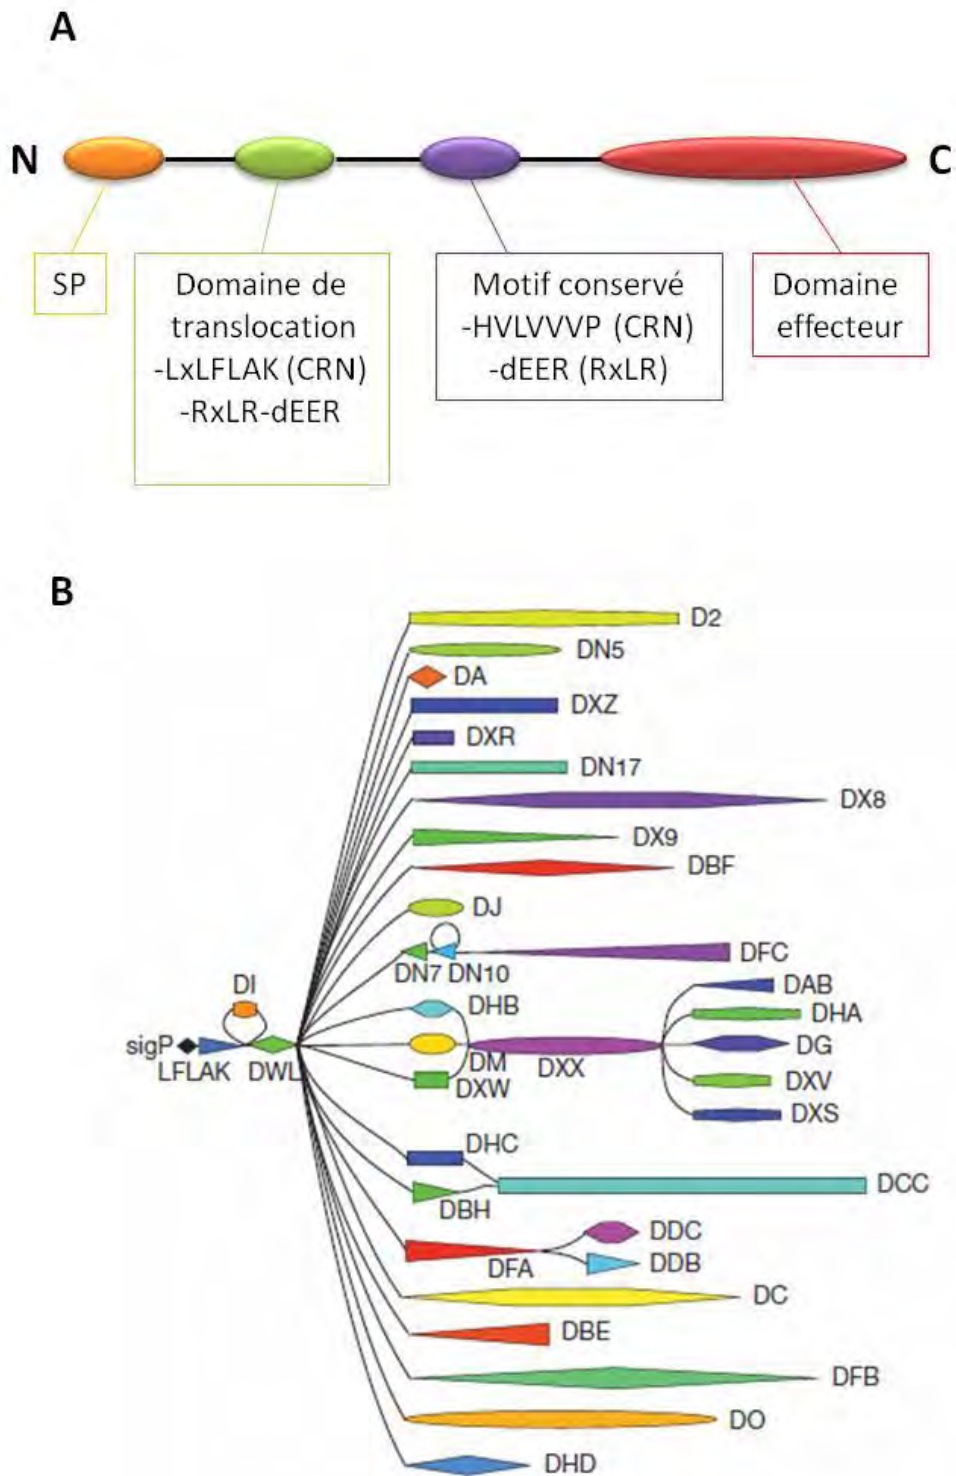 A
N
C
SP
Domaine de
translocation
-LxLFLAK (CRN)
-RxLR-dEER
Motif conservé
-HVLVVVP (CRN)
-dEER (RxLR)
Domaine
effecteur
B
D2
DN5
DA
DXZ
DXR
DN17
DX8
DX9
DBF
DJ
DN7 DN10
DFC
DI
sigP
LFLAK
DWL
DHB
DM
DXW
DXX
DAB
DHA
DG
DXV
DXS
DHC
DBH
DCC
DFA
DDC
DDB
DC
DBE
DFB
DO
DHD